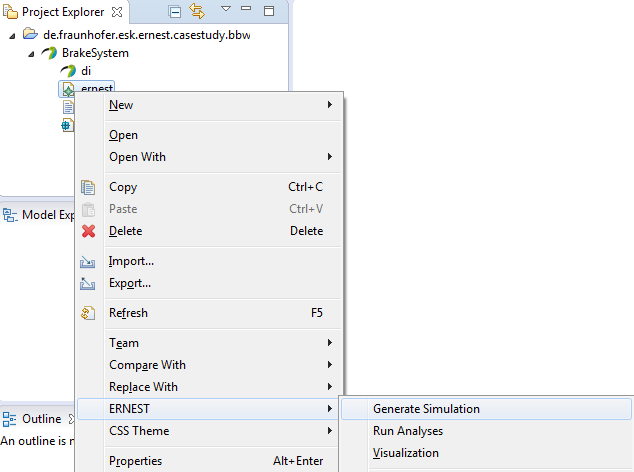 Project Explorer
de.fraunhofer.esk.ernest.casestudy.bbw
BrakeSystem
di
ernest
New
Open
Open With
Copy Ctrl+C
Paste Ctrl+V
Model Exp
Delete Delete
Import...
Export...
Refresh F5
Team
Compare With
Replace With
ERNEST
Generate Simulation
Outline
CSS Theme
Run Analyses
An outline is n
Visualization
Properties Alt+Enter